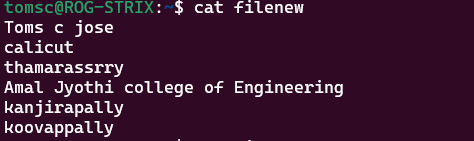 tomsc@ROG-STRIX:~$ cat filenew
Toms c jose
calicut
thamarassrry
Amal Jyothi college of Engineering
kanjirapally
koovappally